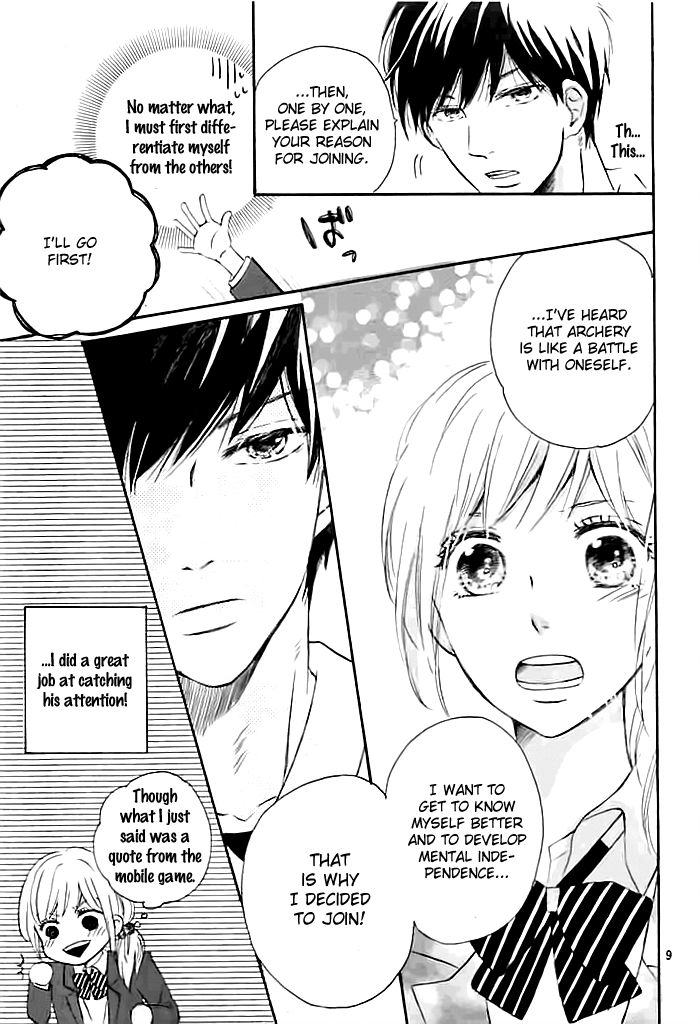 ...THEN,
ONE BY ONE,
PLEASE EXPLAIN
YOUR REASON
FOR JOINING.
Th...
This...
No matter what,
I must first diffe-
rentiate myself
from the others!
ばっ
I'LL GO
FIRST!
...I'VE HEARD
THAT ARCHERY
IS LIKE A BATTLE
WITH ONESELF.
I WANT TO
GET TO KNOW
MYSELF BETTER
AND TO DEVELOP
MENTAL INDE-
PENDENCE...
THAT
IS WHY
I DECIDED
TO JOIN!
...I did a great
job at catching
his attention!
Though
what I just
said was a
quote from the
mobile game.
9